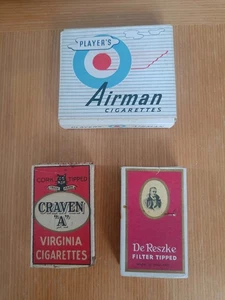 PLAYER'S
Airman
CIGARETTES
CORK TIPPED
CRAVEN
"A"
VIRGINIA
CIGARETTES
De Reszke
FILTER TIPPED